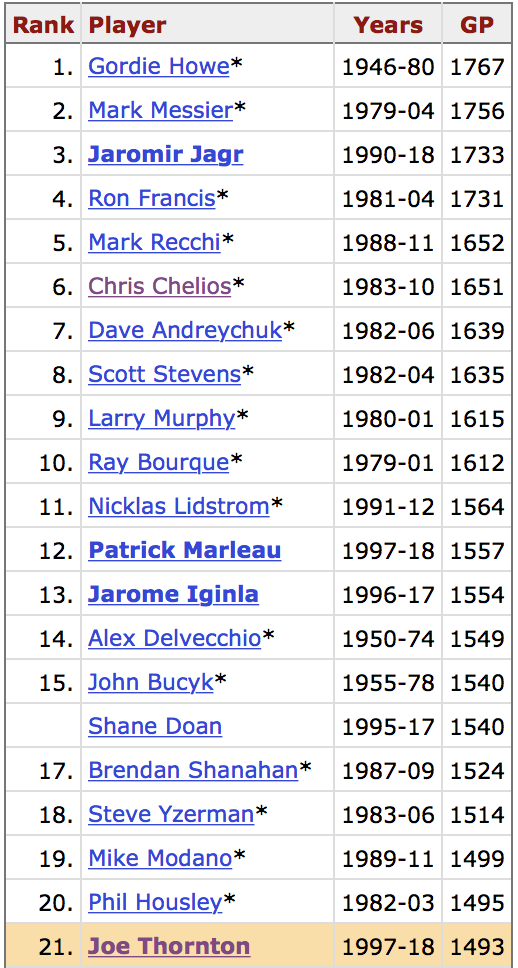 Rank Player Years GP
1. Gordie Howe* 1946-80 1767
2. Mark Messier* 1979-04 1756
3. Jaromir Jagr 1990-18 1733
4. Ron Francis* 1981-04 1731
5. Mark Recchi* 1988-11 1652
6. Chris Chelios* 1983-10 1651
7. Dave Andreychuk* 1982-06 1639
8. Scott Stevens* 1982-04 1635
9. Larry Murphy* 1980-01 1615
10. Ray Bourque* 1979-01 1612
11. Nicklas Lidstrom* 1991-12 1564
12. Patrick Marleau 1997-18 1557
13. Jarome Iginla 1996-17 1554
14. Alex Delvecchio* 1950-74 1549
15. John Bucyk* 1955-78 1540
Shane Doan 1995-17 1540
17. Brendan Shanahan* 1987-09 1524
18. Steve Yzerman* 1983-06 1514
19. Mike Modano* 1989-11 1499
20. Phil Housley* 1982-03 1495
21. Joe Thornton 1997-18 1493